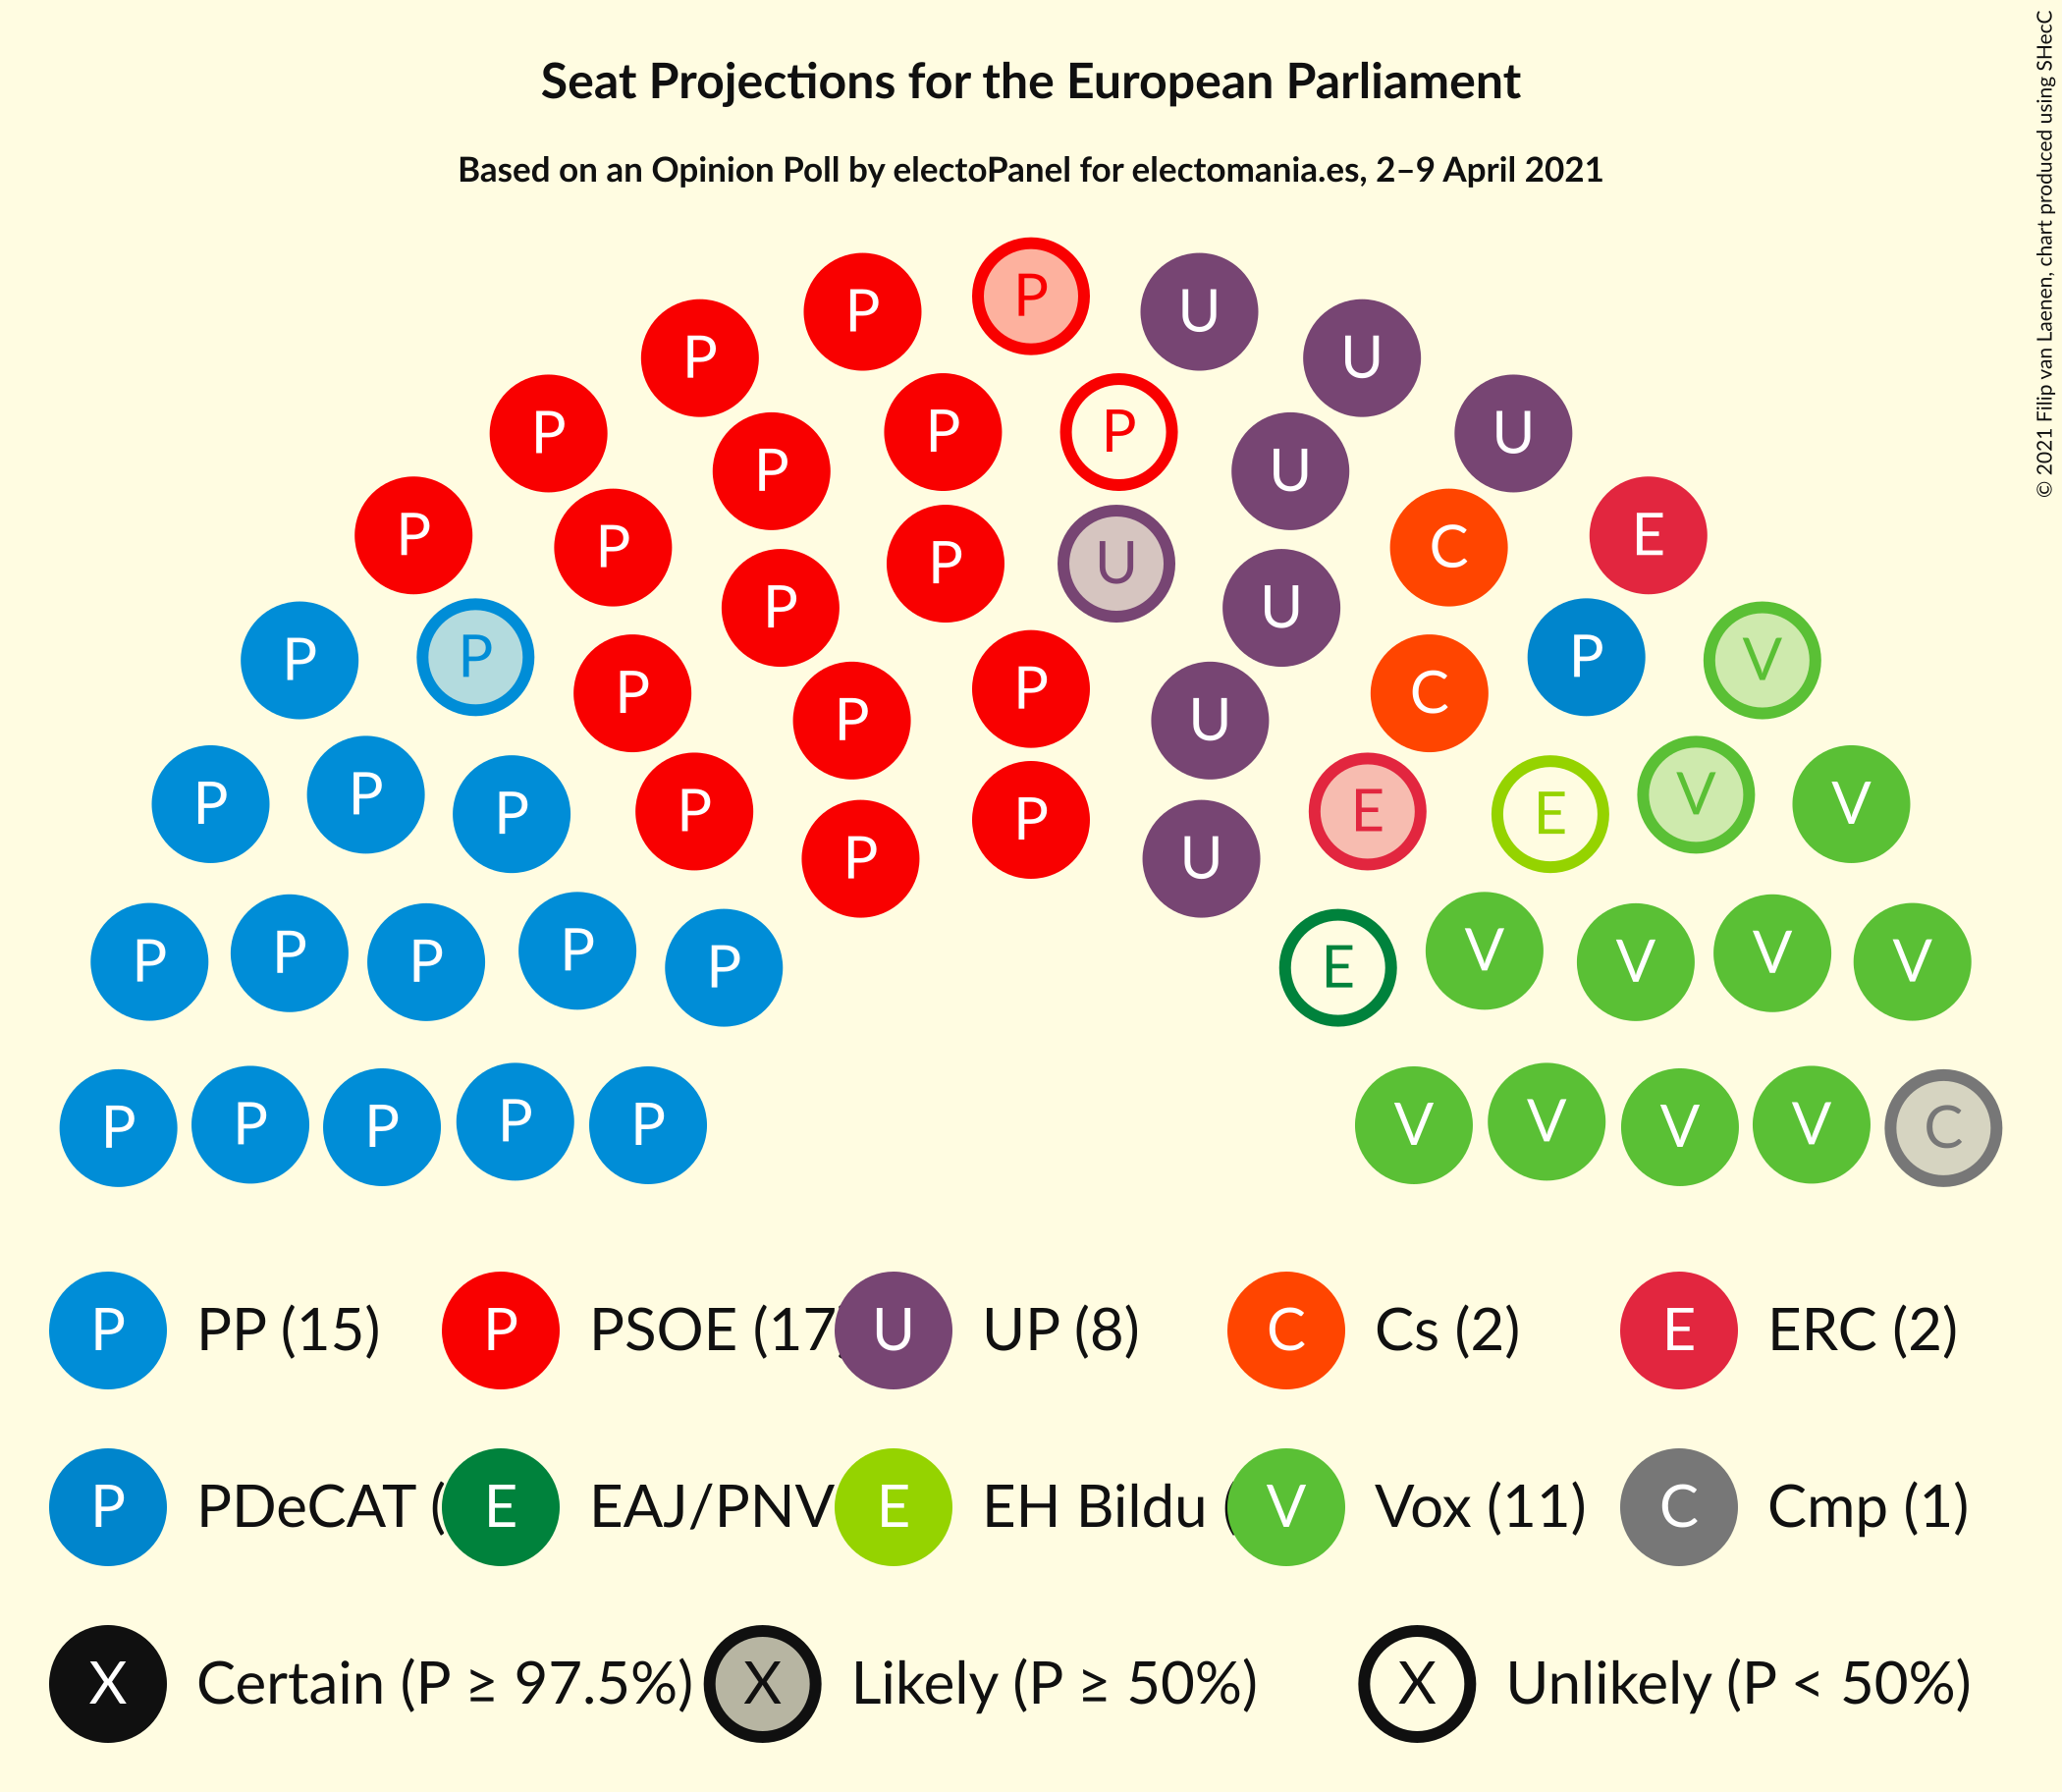 Seat Projections for the European Parliament
Based on an Opinion Poll by electoPanel for electomania.es, 2–9 April 2021
© 2021 Filip van Laenen, chart produced using SHecC
P
P U
P U
P P P U
P U
P P C E
P U
P U
P P P V
P P C
P U
P P P P P E E V V
P U
P P P P P E V V V V
P P P P P V V V V C
P PP (15) P PSOE (17 U UP (8) C Cs (2) E ERC (2)
P PDeCAT ( E EAJ/PNV E EH Bildu ( V Vox (11) C Cmp (1)
X Certain (P ≥ 97.5%) X Likely (P ≥ 50%) X Unlikely (P < 50%)